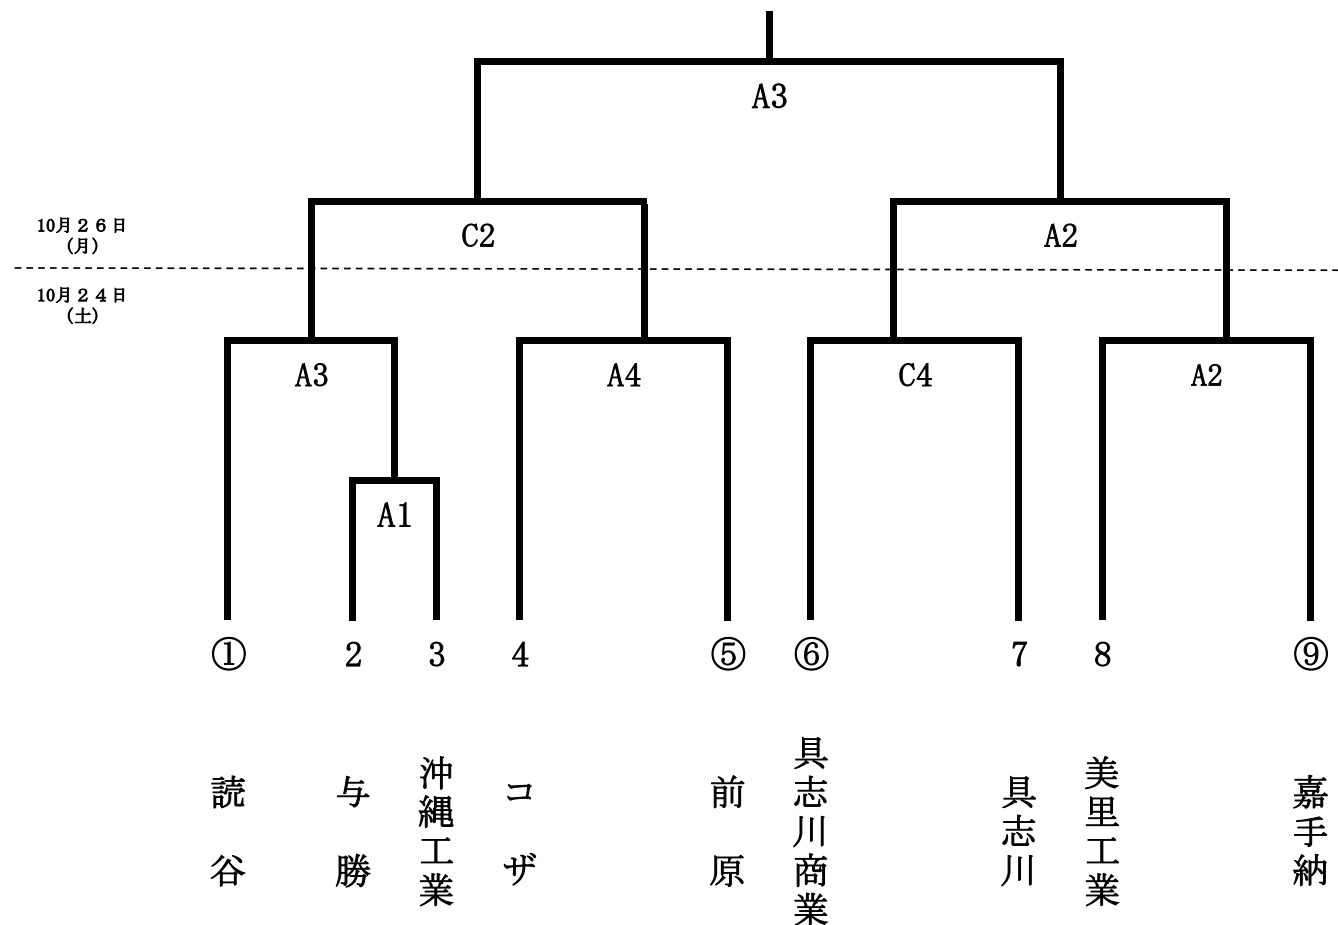 A3
10月２６日
(月)
C2
A2
10月２４日
(土)
A3
A4
C4
A2
A1
①
2
3
4
⑤
⑥
7
8
⑨
読谷
与勝
沖縄工業
コザ
前原
具志川商業
具志川
美里工業
嘉手納